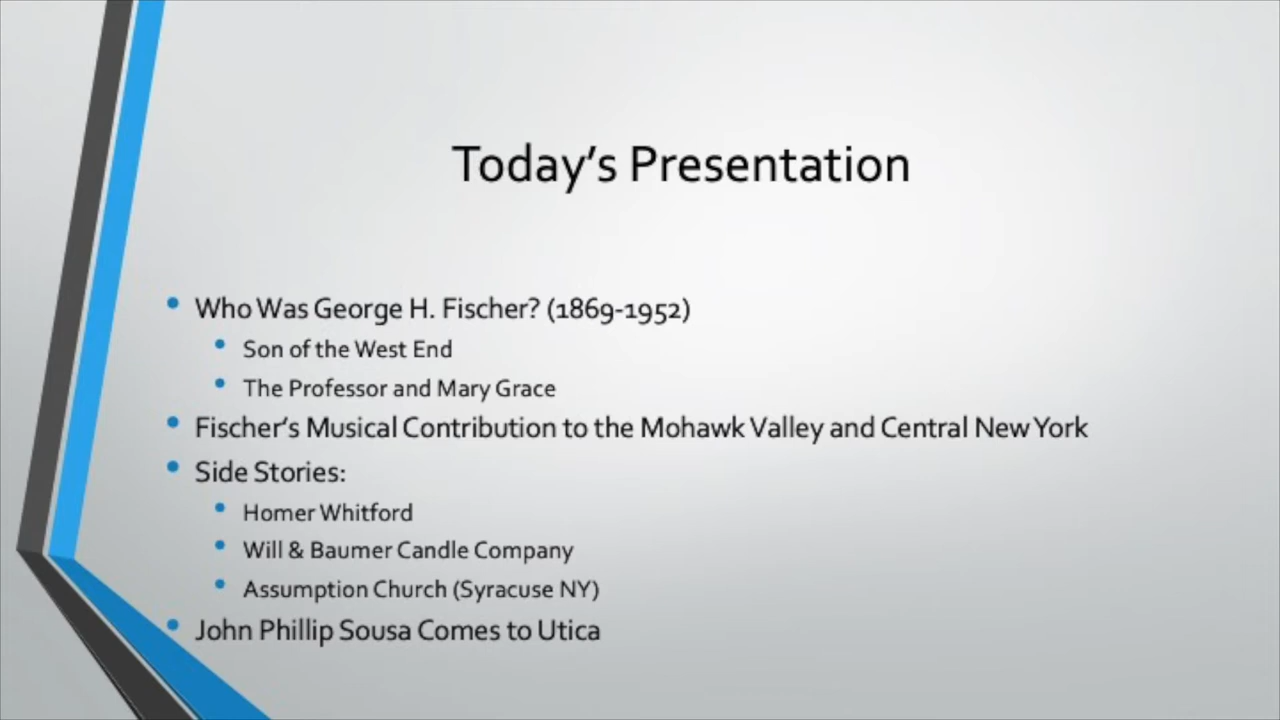 Today's Presentation
Who Was George H. Fischer? (1869-1952)
Son of the West End
The Professor and Mary Grace
Fischer's Musical Contribution to the Mohawk Valley and Central New York
Side Stories:
Homer Whitford
Will & Baumer Candle Company
Assumption Church (Syracuse NY)
John Phillip Sousa Comes to Utica